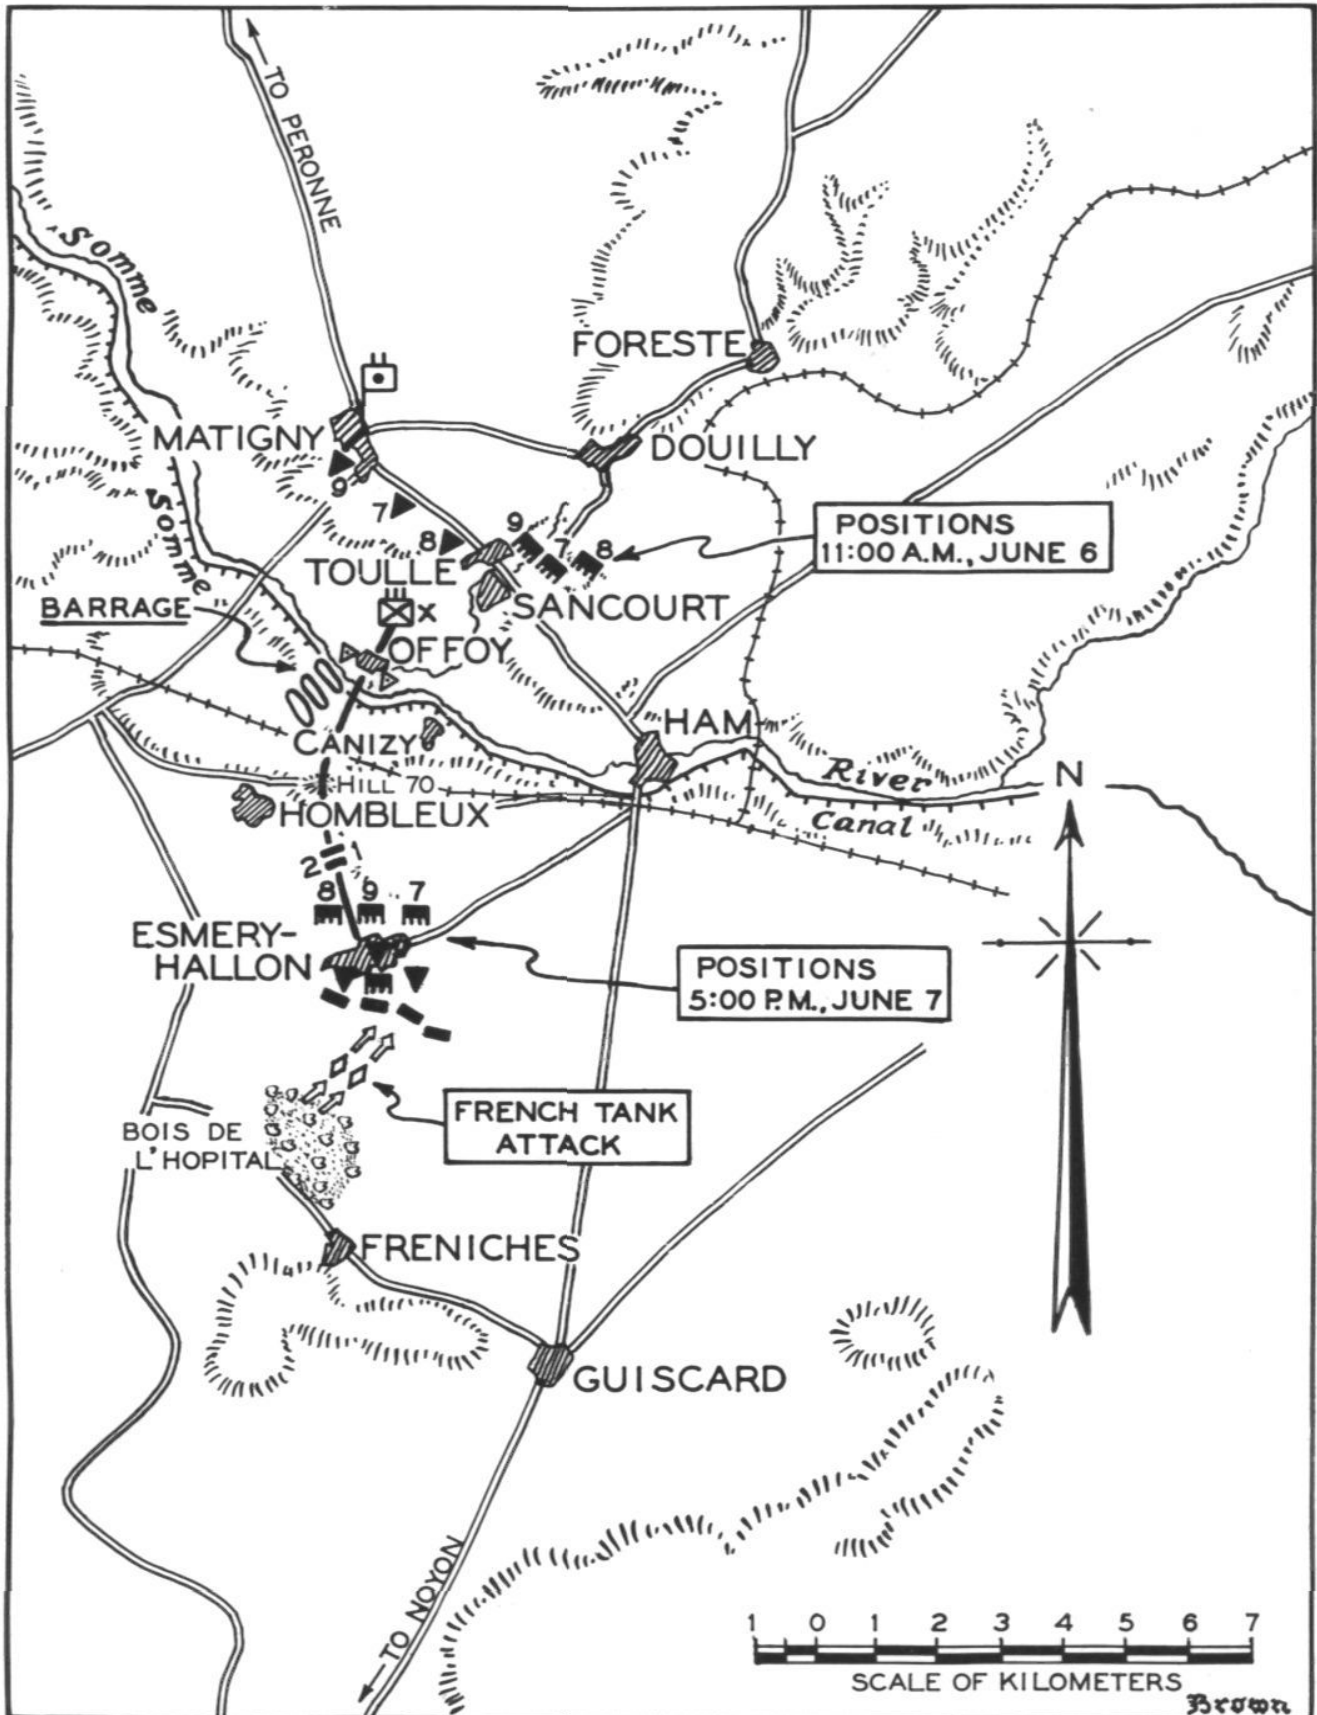 TO PERONNE
Somme
FORESTE
MATIGNY
DOUILLY
9
7
8
9
7
8
POSITIONS
11:00 A.M., JUNE 6
TOULLE
SANCOURT
Somme
BARRAGE
X
OFFOY
HAM
CANIZY
HILL 70
River
N
HOMBLEUX
Canal
2
8 9 7
ESMERY-
HALLON
POSITIONS
5:00 P.M., JUNE 7
FRENCH TANK
ATTACK
BOIS DE
L'HOPITAL
FRENICHES
GUISCARD
TO NOYON
1 0 1 2 3 4 5 6 7
SCALE OF KILOMETERS
Brown